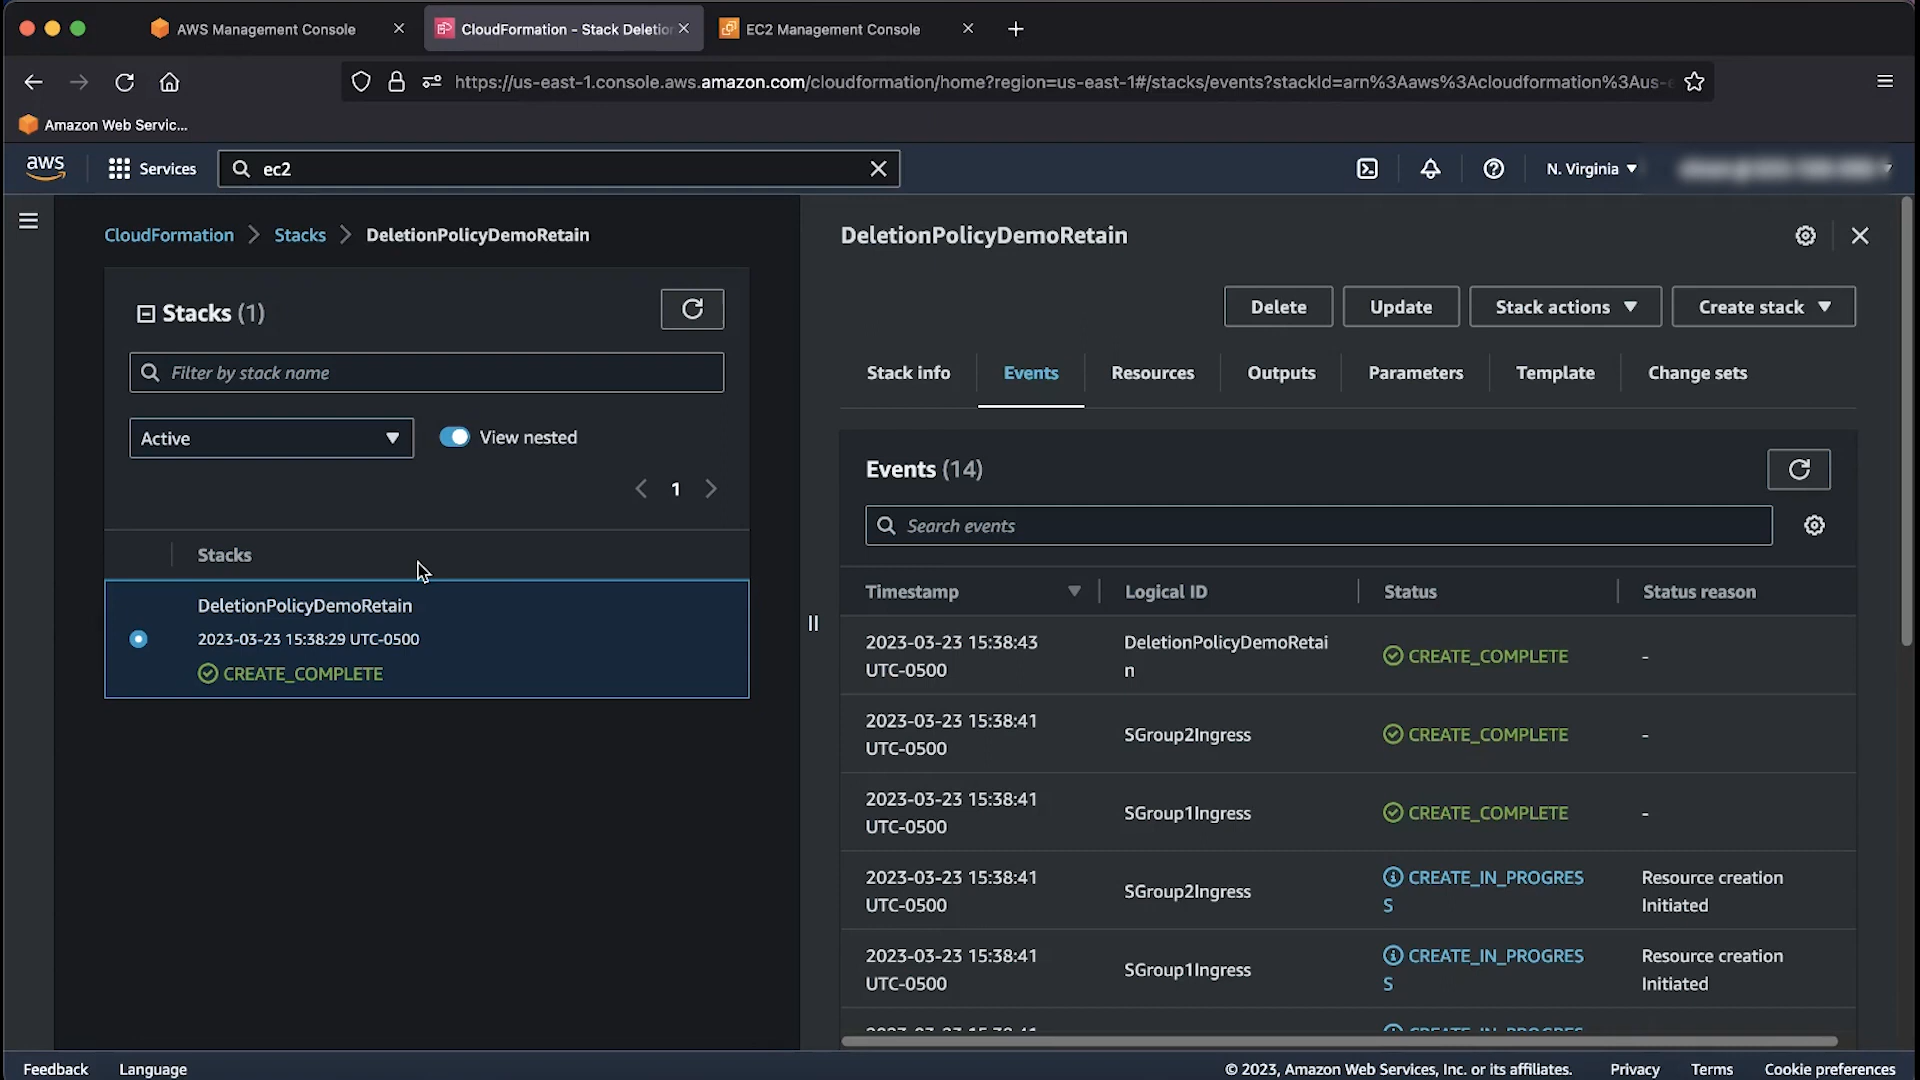 AWS Management Console
CloudFormation - Stack Deletio
EC2 Management Console
https://us-east-1.console.aws.amazon.com/cloudformation/home?region=us-east-1#/stacks/events?stackId=arn%3Aaws%3Acloudformation%3Aus-e
Amazon Web Servic...
aws
Services
ec2
N. Virginia
CloudFormation
Stacks
DeletionPolicyDemoRetain
Stacks (1)
Filter by stack name
Active
View nested
1
Stacks
DeletionPolicyDemoRetain
2023-03-23 15:38:29 UTC-0500
CREATE_COMPLETE
DeletionPolicyDemoRetain
Delete
Update
Stack actions
Create stack
Stack info
Events
Resources
Outputs
Parameters
Template
Change sets
Events (14)
Search events
Timestamp
Logical ID
Status
Status reason
2023-03-23 15:38:43
UTC-0500
DeletionPolicyDemoRetai
n
CREATE_COMPLETE
-
2023-03-23 15:38:41
UTC-0500
SGroup2Ingress
CREATE_COMPLETE
-
2023-03-23 15:38:41
UTC-0500
SGroup1Ingress
CREATE_COMPLETE
-
2023-03-23 15:38:41
UTC-0500
SGroup2Ingress
CREATE_IN_PROGRES
S
Resource creation
Initiated
2023-03-23 15:38:41
UTC-0500
SGroup1Ingress
CREATE_IN_PROGRES
S
Resource creation
Initiated
2023-03-23 15:38:41
CREATE_IN_PROGRES
Feedback
Language
© 2023, Amazon Web Services, Inc. or its affiliates.
Privacy
Terms
Cookie preferences